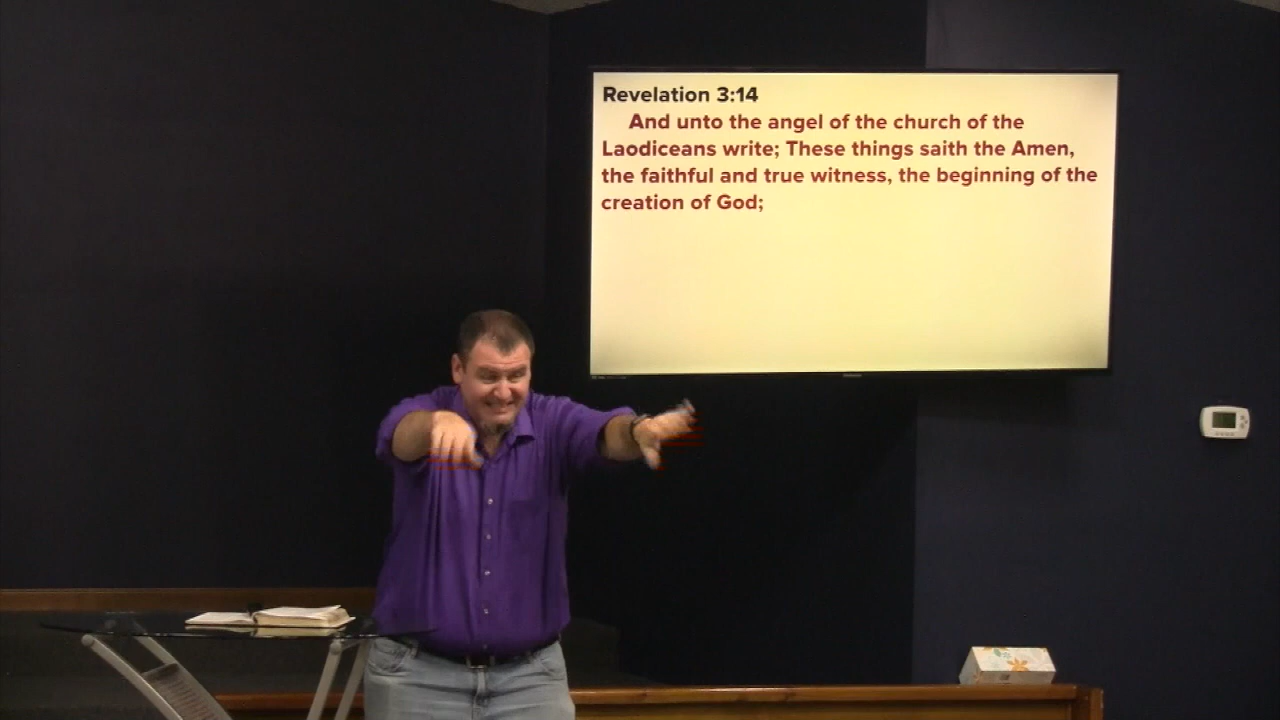 Revelation 3:14
And unto the angel of the church of the
Laodiceans write; These things saith the Amen,
the faithful and true witness, the beginning of the
creation of God;